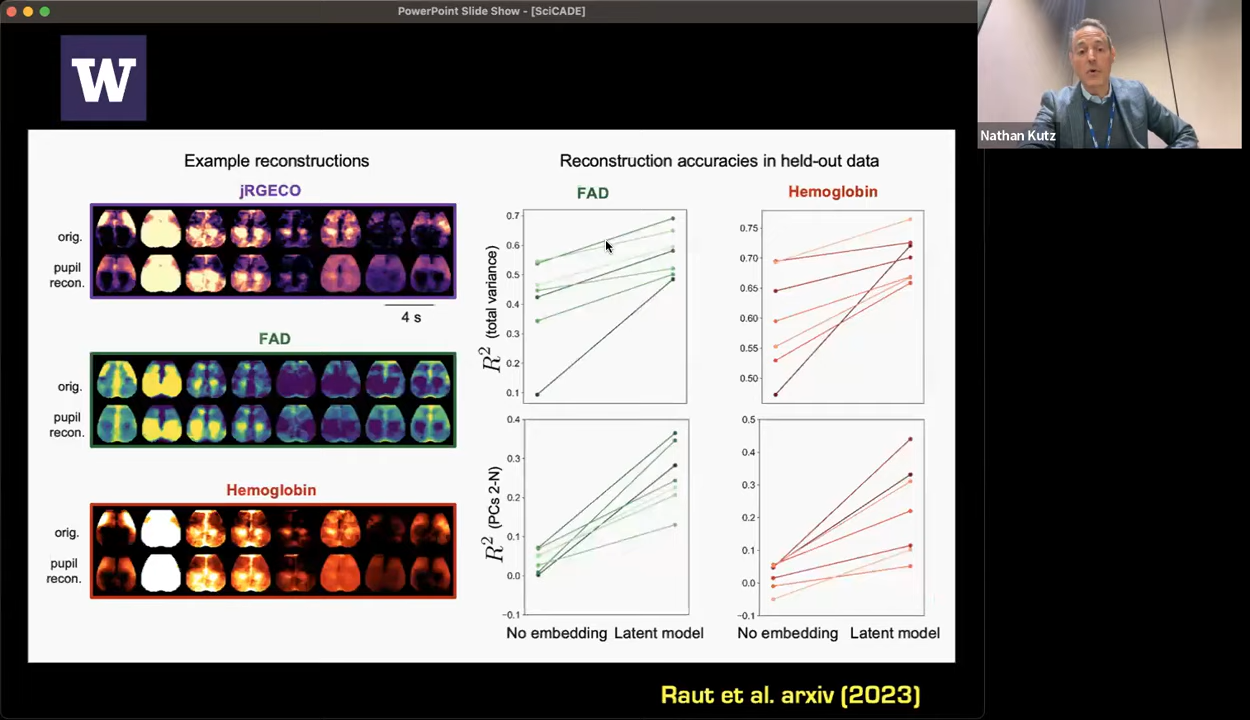 PowerPoint Slide Show - [SciCADE]
W
Nathan Kutz
Example reconstructions
jRGECO
orig.
pupil
recon.
4 s
FAD
orig.
pupil
recon.
Hemoglobin
orig.
pupil
recon.
Reconstruction accuracies in held-out data
FAD
R² (total variance)
0.7
0.6
0.5
0.4
0.3
0.2
0.1
Hemoglobin
0.75
0.70
0.65
0.60
0.55
0.50
R² (PCs 2-N)
0.4
0.3
0.2
0.1
0.0
−0.1
No embedding Latent model
0.5
0.4
0.3
0.2
0.1
0.0
−0.1
No embedding Latent model
Raut et al. arxiv (2023)